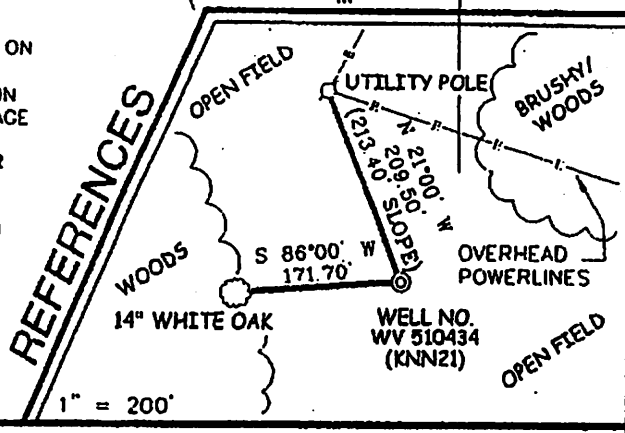 ON
ON
ACE
R
OPEN FIELD
UTILITY POLE
BRUSHY/
WOODS
REFERENCES
N 21°00' W
209.50'
(213.40' SLOPE)
WOODS
S 86°00' W
171.70'
OVERHEAD
POWERLINES
14" WHITE OAK
WELL NO.
WV 510434
(KNN21)
OPEN FIELD
1" = 200'
E
E
E
E
E